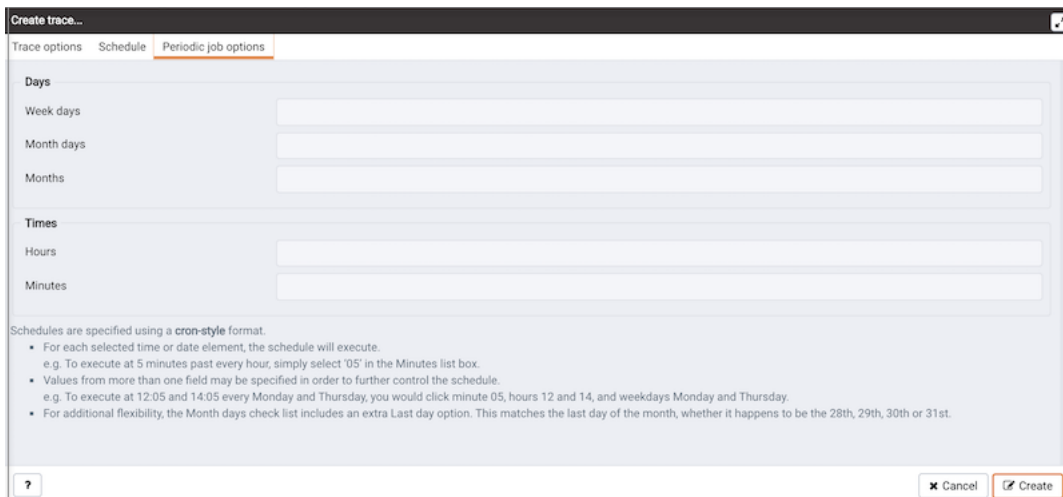 Create trace...
Trace options Schedule Periodic job options
Days
Week days
Month days
Months
Times
Hours
Minutes
Schedules are specified using a cron-style format.
For each selected time or date element, the schedule will execute.
e.g. To execute at 5 minutes past every hour, simply select '05' in the Minutes list box.
Values from more than one field may be specified in order to further control the schedule.
e.g. To execute at 12:05 and 14:05 every Monday and Thursday, you would click minute 05, hours 12 and 14, and weekdays Monday and Thursday.
For additional flexibility, the Month days check list includes an extra Last day option. This matches the last day of the month, whether it happens to be the 28th, 29th, 30th or 31st.
? Cancel Create